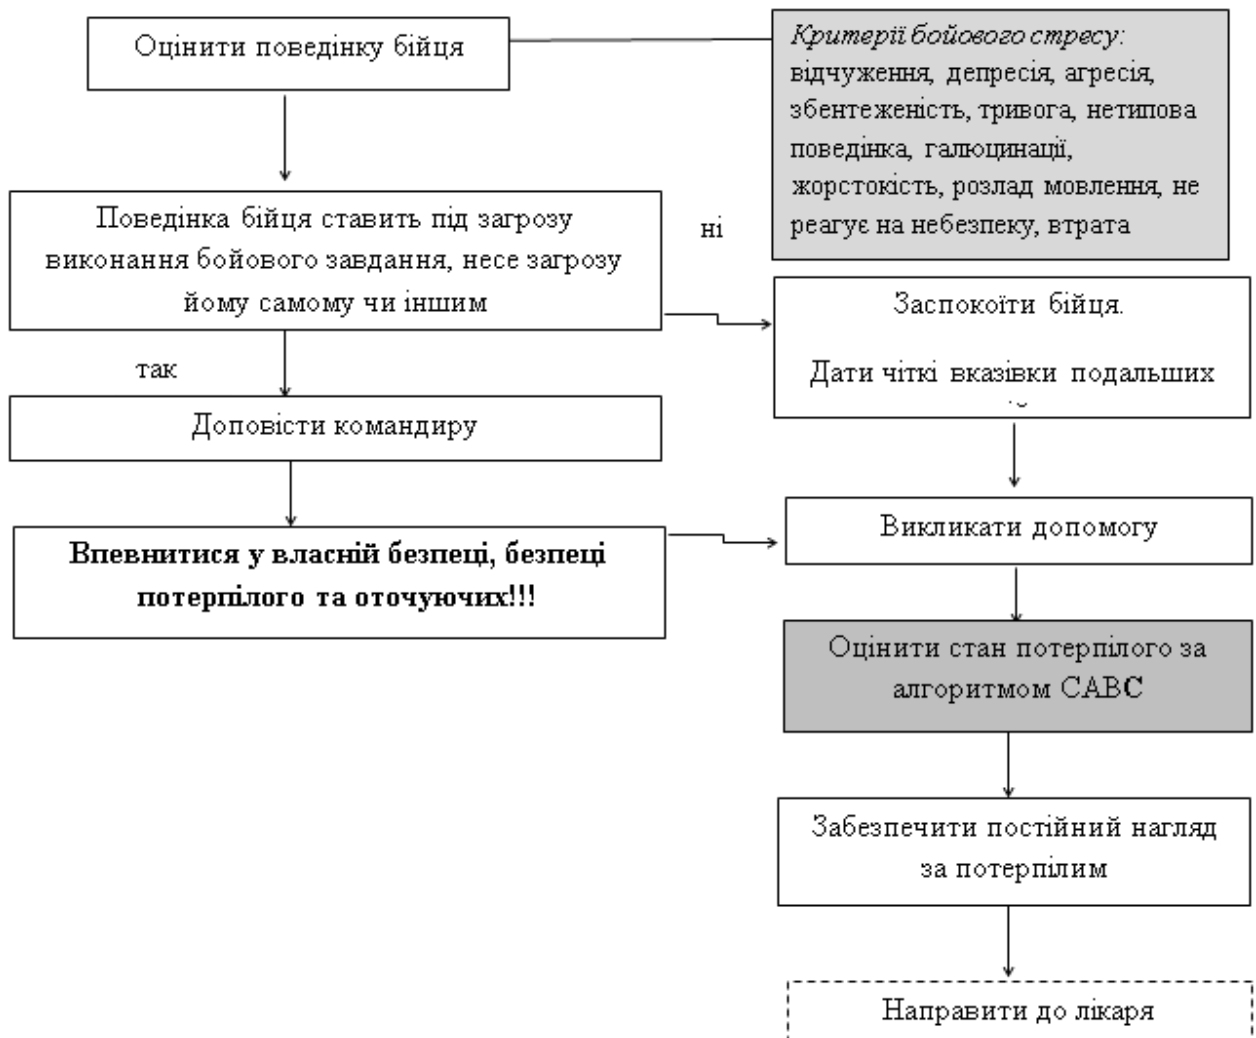 Оцінити поведінку бійця
Критерії бойового стресу:
відчуження, депресія, агресія,
збентеженість, тривога, нетипова
поведінка, галюцинації,
жорстокість, розлад мовлення, не
реагує на небезпеку, втрата
Поведінка бійця ставить під загрозу
виконання бойового завдання, несе загрозу
йому самому чи іншим
ні
Заспокоїти бійця.
Дати чіткі вказівки подальших
так
Доповісти командиру
Впевнитися у власній безпеці, безпеці
потерпілого та оточуючих!!!
Викликати допомогу
Оцінити стан потерпілого за
алгоритмом САВС
Забезпечити постійний нагляд
за потерпілим
Направити до лікаря